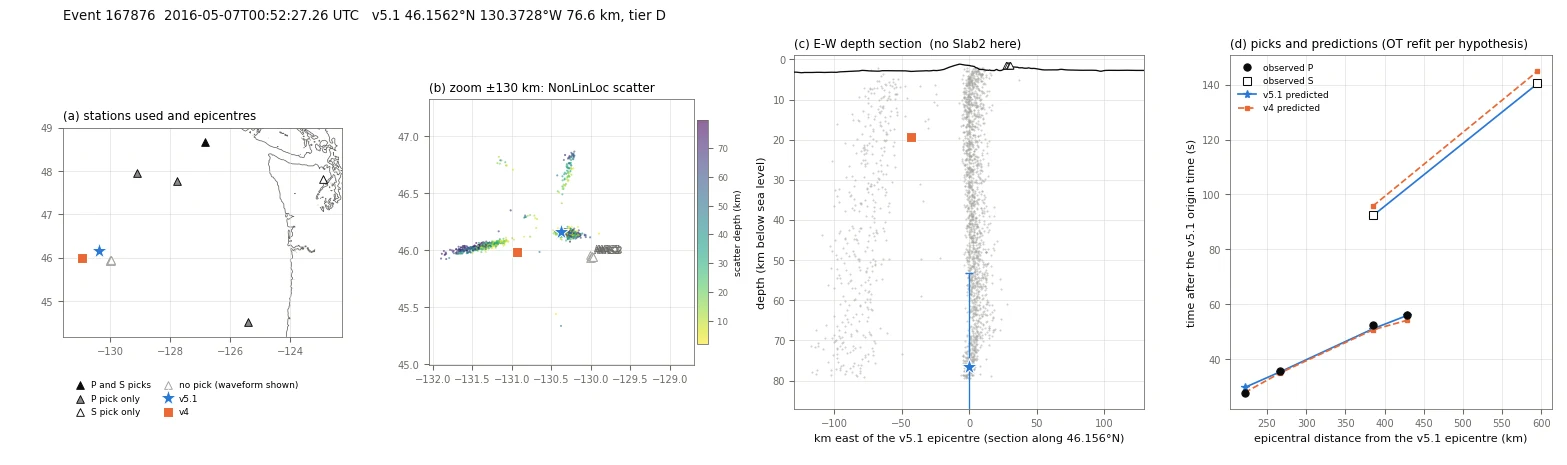 Event 167876  2016-05-07T00:52:27.26 UTC   v5.1 46.1562°N 130.3728°W 76.6 km, tier D
(a) stations used and epicentres
49
48
47
46
45
−130
−128
−126
−124
P and S picks
P pick only
S pick only
no pick (waveform shown)
v5.1
v4
(b) zoom ±130 km: NonLinLoc scatter
47.0
46.5
46.0
45.5
45.0
−132.0
−131.5
−131.0
−130.5
−130.0
−129.5
−129.0
70
60
50
40
30
20
10
scatter depth (km)
(c) E-W depth section  (no Slab2 here)
0
10
20
30
40
50
60
70
80
depth (km below sea level)
−100
−50
0
50
100
km east of the v5.1 epicentre (section along 46.156°N)
(d) picks and predictions (OT refit per hypothesis)
observed P
observed S
v5.1 predicted
v4 predicted
140
120
100
80
60
40
time after the v5.1 origin time (s)
250
300
350
400
450
500
550
600
epicentral distance from the v5.1 epicentre (km)